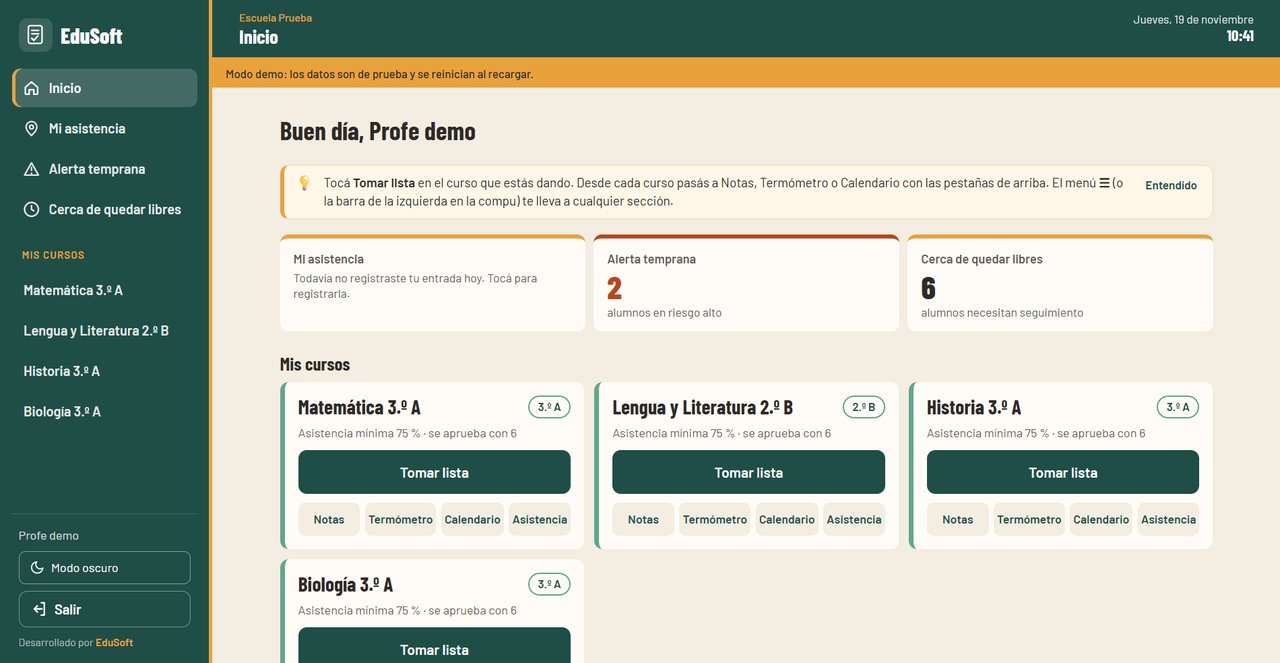 EduSoft
Inicio
Mi asistencia
Alerta temprana
Cerca de quedar libres
MIS CURSOS
Matemática 3.º A
Lengua y Literatura 2.º B
Historia 3.º A
Biología 3.º A
Profe demo
Modo oscuro
Salir
Desarrollado por EduSoft
Escuela Prueba
Inicio
Jueves, 19 de noviembre
10:41
Modo demo: los datos son de prueba y se reinician al recargar.
Buen día, Profe demo
Tocá Tomar lista en el curso que estás dando. Desde cada curso pasás a Notas, Termómetro o Calendario con las pestañas de arriba. El menú ☰ (o
la barra de la izquierda en la compu) te lleva a cualquier sección.
Entendido
Mi asistencia
Todavía no registraste tu entrada hoy. Tocá para
registrarla.
Alerta temprana
2
alumnos en riesgo alto
Cerca de quedar libres
6
alumnos necesitan seguimiento
Mis cursos
Matemática 3.º A
3.º A
Asistencia mínima 75 % · se aprueba con 6
Tomar lista
Notas Termómetro Calendario Asistencia
Lengua y Literatura 2.º B
2.º B
Asistencia mínima 75 % · se aprueba con 6
Tomar lista
Notas Termómetro Calendario Asistencia
Historia 3.º A
3.º A
Asistencia mínima 75 % · se aprueba con 6
Tomar lista
Notas Termómetro Calendario Asistencia
Biología 3.º A
3.º A
Asistencia mínima 75 % · se aprueba con 6
Tomar lista